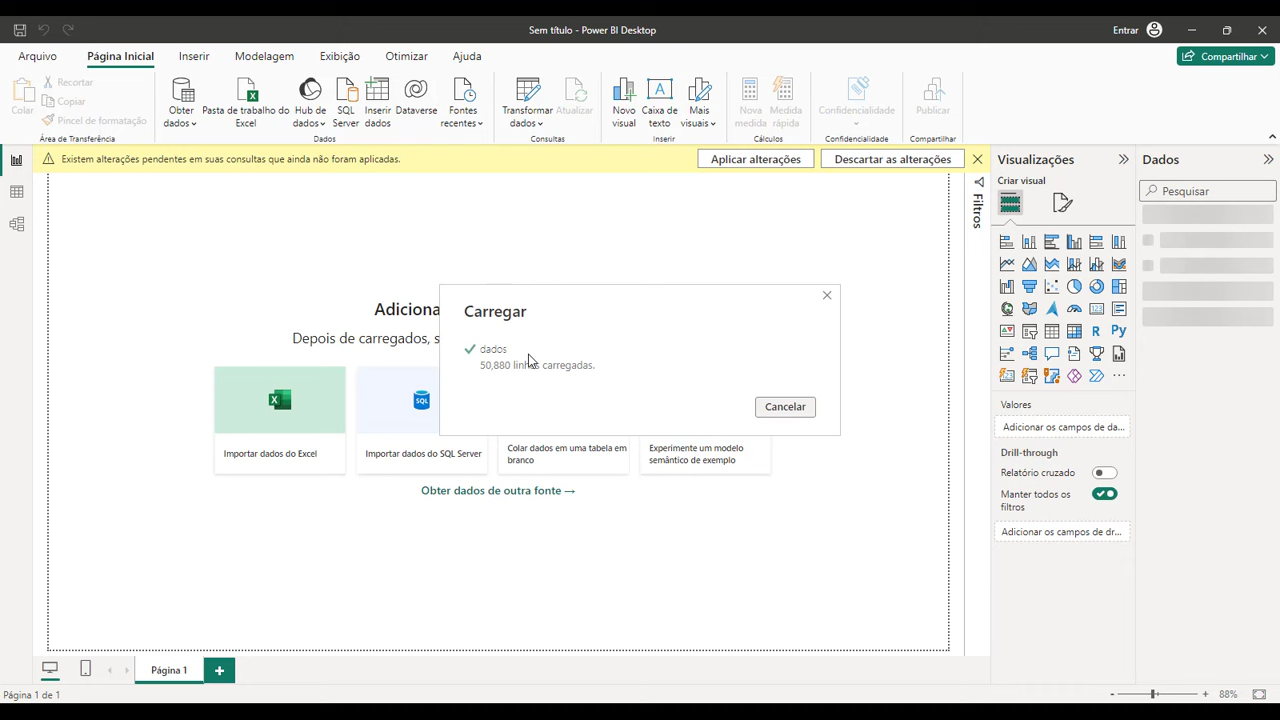 Sem título - Power BI Desktop
Entrar
Arquivo
Página Inicial
Inserir
Modelagem
Exibição
Otimizar
Ajuda
Compartilhar
Colar
Recortar
Copiar
Pincel de formatação
Área de Transferência
Obter dados
Pasta de trabalho do Excel
Hub de dados
SQL Server
Inserir dados
Dataverse
Fontes recentes
Dados
Transformar dados
Atualizar
Consultas
Novo visual
Caixa de texto
Mais visuais
Inserir
Nova medida
Medida rápida
Cálculos
Confidencialidade
Confidencialidade
Publicar
Compartilhar
Existem alterações pendentes em suas consultas que ainda não foram aplicadas.
Aplicar alterações
Descartar as alterações
Filtros
Visualizações
Criar visual
Dados
Pesquisar
Adiciona
Depois de carregados, s
Carregar
dados
50,880 linhas carregadas.
Cancelar
SQL
Importar dados do Excel
Importar dados do SQL Server
Colar dados em uma tabela em
branco
Experimente um modelo
semântico de exemplo
Obter dados de outra fonte →
R
Py
123
Valores
Adicionar os campos de da...
Drill-through
Relatório cruzado
Manter todos os
filtros
Adicionar os campos de dr...
Página 1
Página 1 de 1
88%